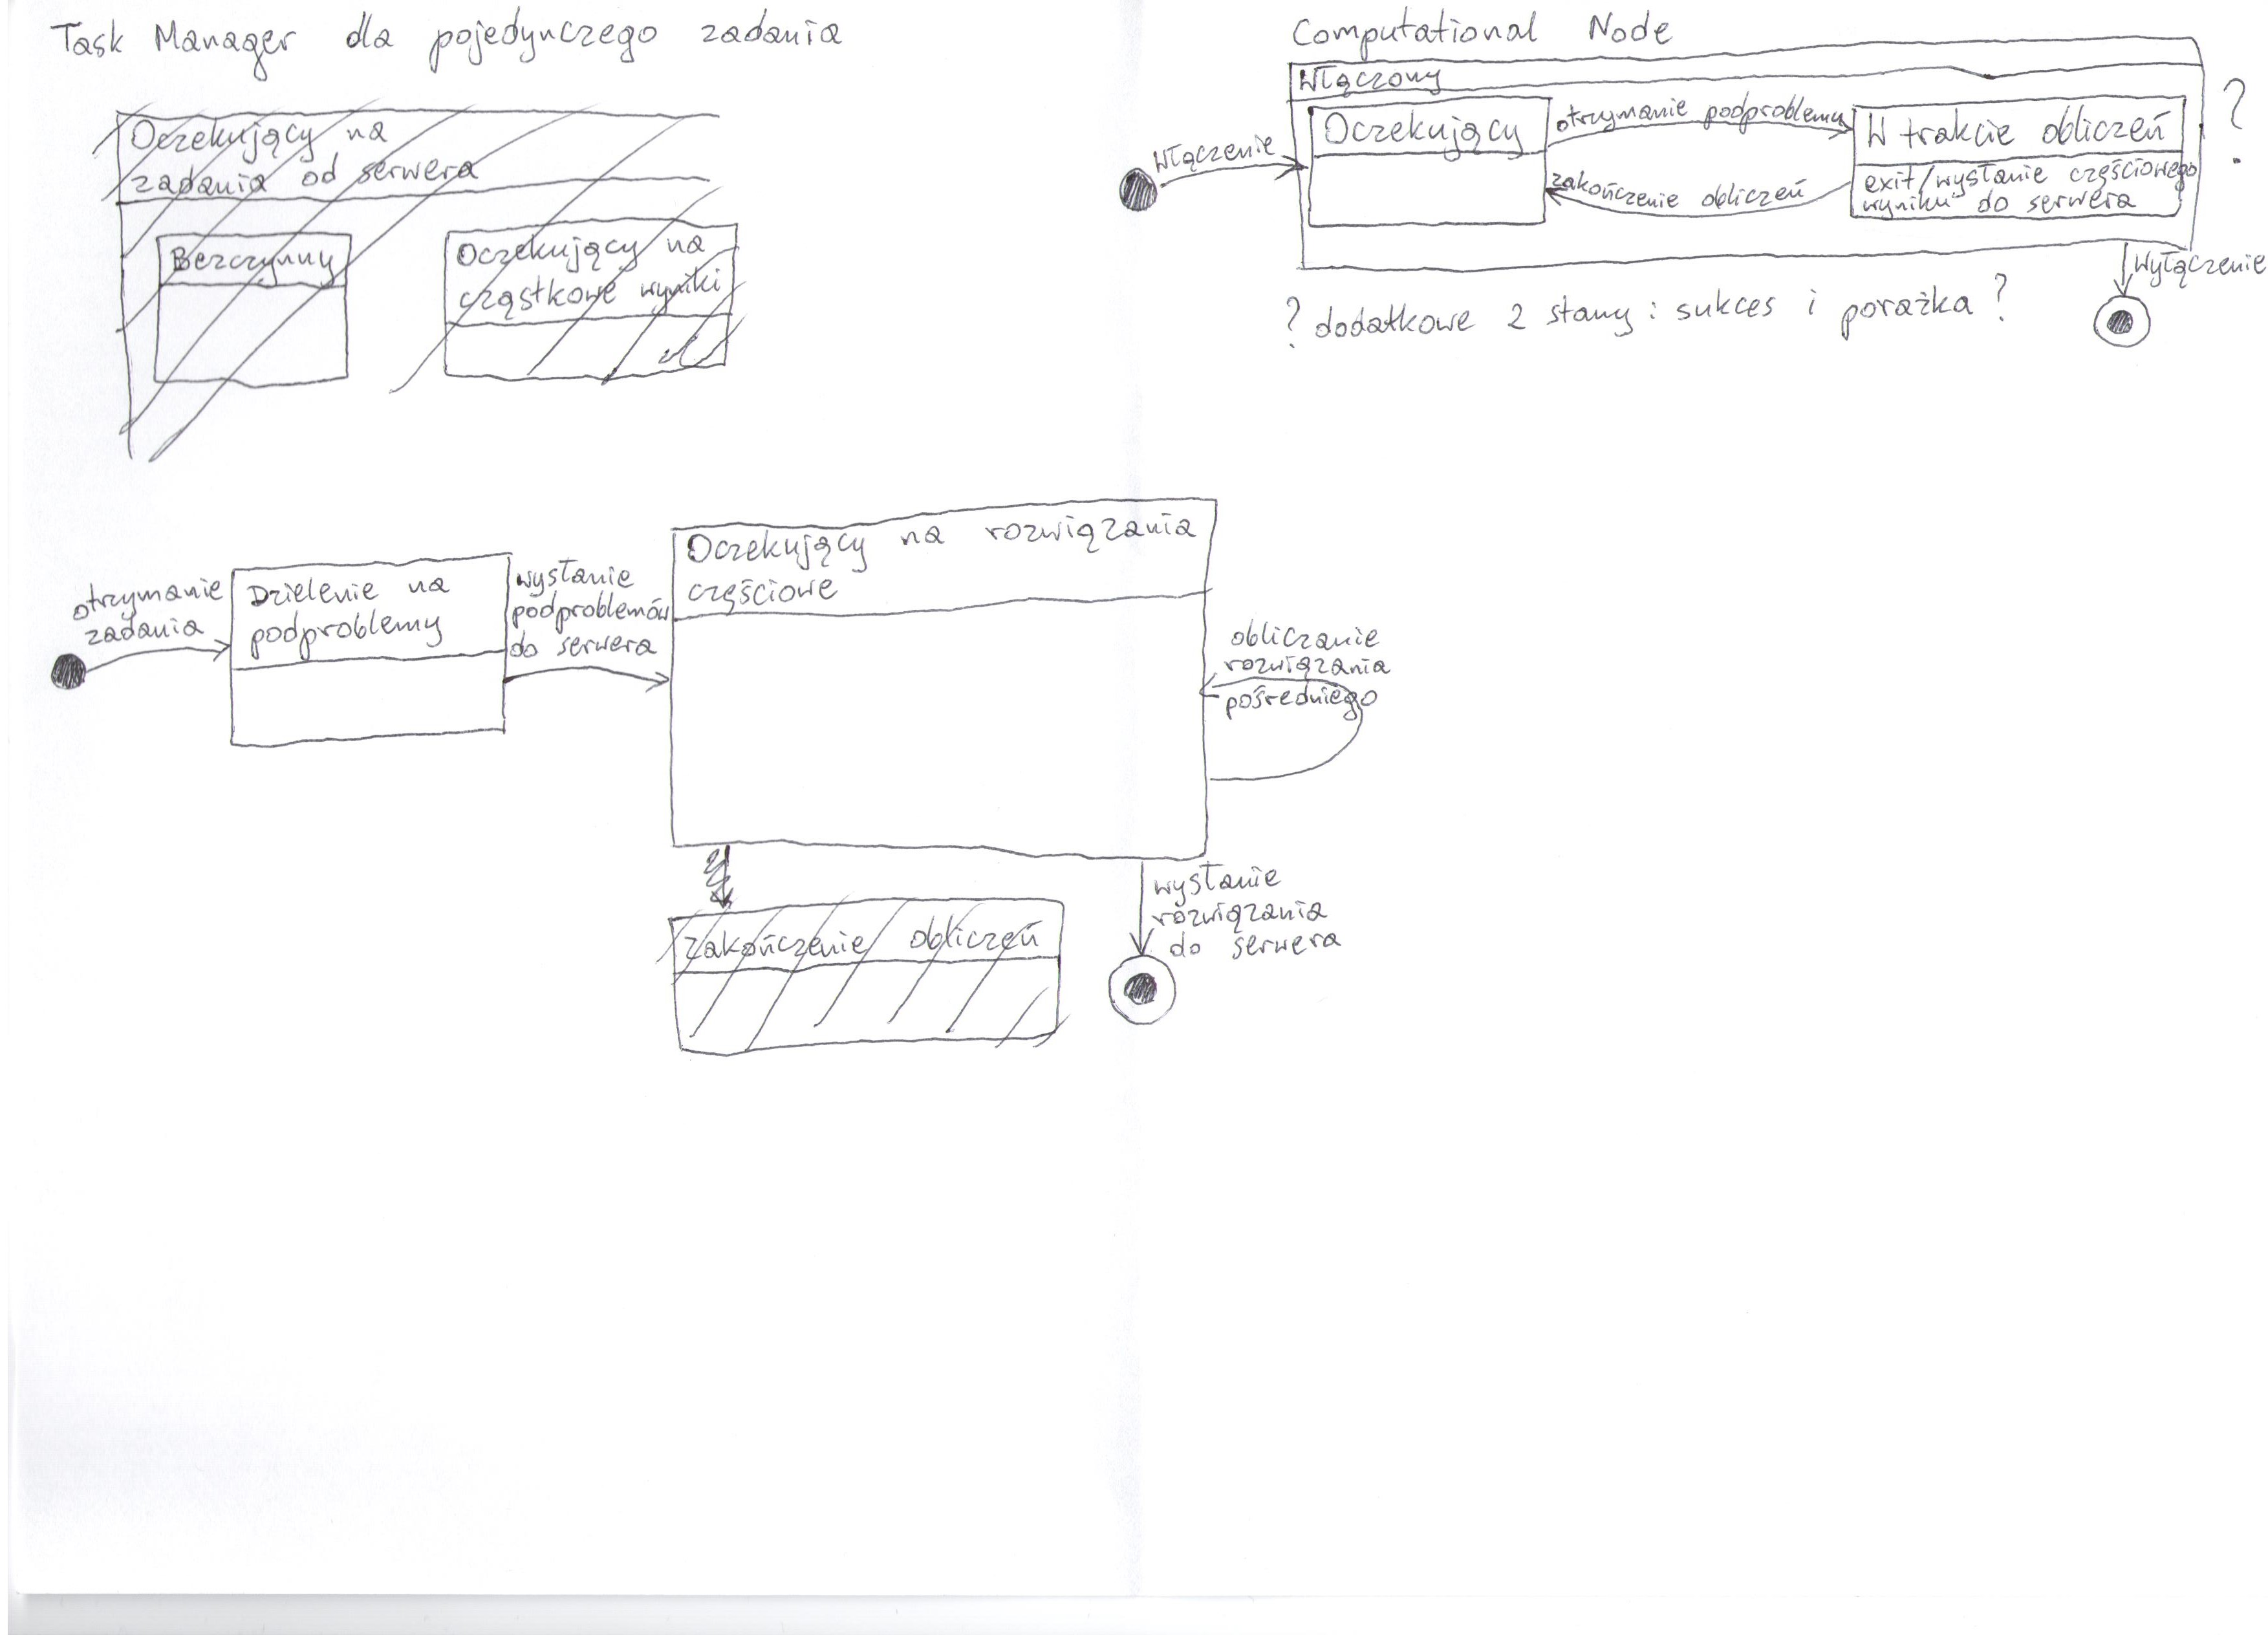 Task Manager dla pojedynczego zadania
Oczekujący na
zadania od serwera
Bezczynny
Oczekujący na
cząstkowe wyniki
otrzymanie
zadania
Dzielenie na
podproblemy
wysłanie
podproblemów
do serwera
Oczekujący na rozwiązania
częściowe
obliczanie
rozwiązania
pośredniego
zakończenie obliczeń
wysłanie
rozwiązania
do serwera
Computational Node
Włączony
?
Włączenie
Oczekujący
otrzymanie podproblemu
W trakcie obliczeń
exit/wysłanie częściowego
wyniku do serwera
zakończenie obliczeń
Wyłączenie
? dodatkowe 2 stany : sukces i porażka ?